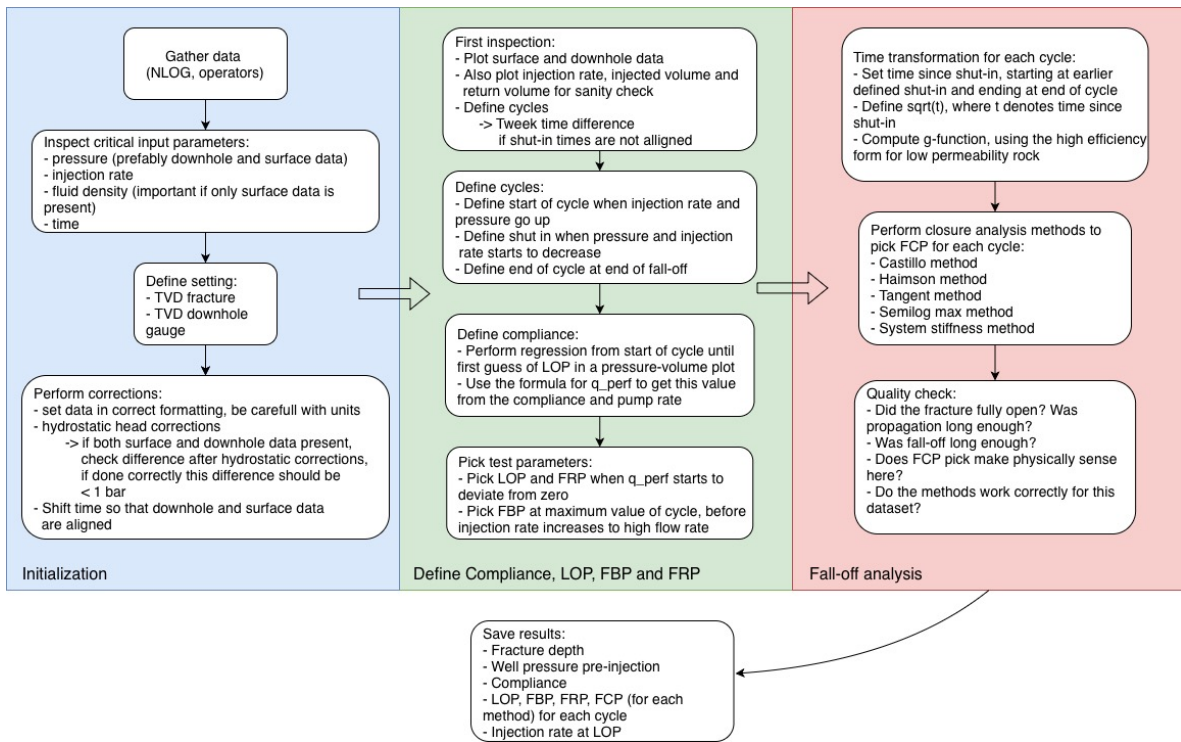 Gather data
(NLOG, operators)
Inspect critical input parameters:
- pressure (prefably downhole and surface data)
- injection rate
- fluid density (important if only surface data is
present)
- time
Define setting:
- TVD fracture
- TVD downhole
gauge
Perform corrections:
- set data in correct formatting, be carefull with units
- hydrostatic head corrections
-> if both surface and downhole data present,
check difference after hydrostatic corrections,
if done correctly this difference should be
< 1 bar
- Shift time so that downhole and surface data
are aligned
Initialization
First inspection:
- Plot surface and downhole data
- Also plot injection rate, injected volume and
return volume for sanity check
- Define cycles
-> Tweek time difference
if shut-in times are not alligned
Define cycles:
- Define start of cycle when injection rate and
pressure go up
- Define shut in when pressure and injection
rate starts to decrease
- Define end of cycle at end of fall-off
Define compliance:
- Perform regression from start of cycle until
first guess of LOP in a pressure-volume plot
- Use the formula for q_perf to get this value
from the compliance and pump rate
Pick test parameters:
- Pick LOP and FRP when q_perf starts to
deviate from zero
- Pick FBP at maximum value of cycle, before
injection rate increases to high flow rate
Define Compliance, LOP, FBP and FRP
Time transformation for each cycle:
- Set time since shut-in, starting at earlier
defined shut-in and ending at end of cycle
- Define sqrt(t), where t denotes time since
shut-in
- Compute g-function, using the high efficiency
form for low permeability rock
Perform closure analysis methods to
pick FCP for each cycle:
- Castillo method
- Haimson method
- Tangent method
- Semilog max method
- System stiffness method
Quality check:
- Did the fracture fully open? Was
propagation long enough?
- Was fall-off long enough?
- Does FCP pick make physically sense
here?
- Do the methods work correctly for this
dataset?
Fall-off analysis
Save results:
- Fracture depth
- Well pressure pre-injection
- Compliance
- LOP, FBP, FRP, FCP (for each
method) for each cycle
- Injection rate at LOP